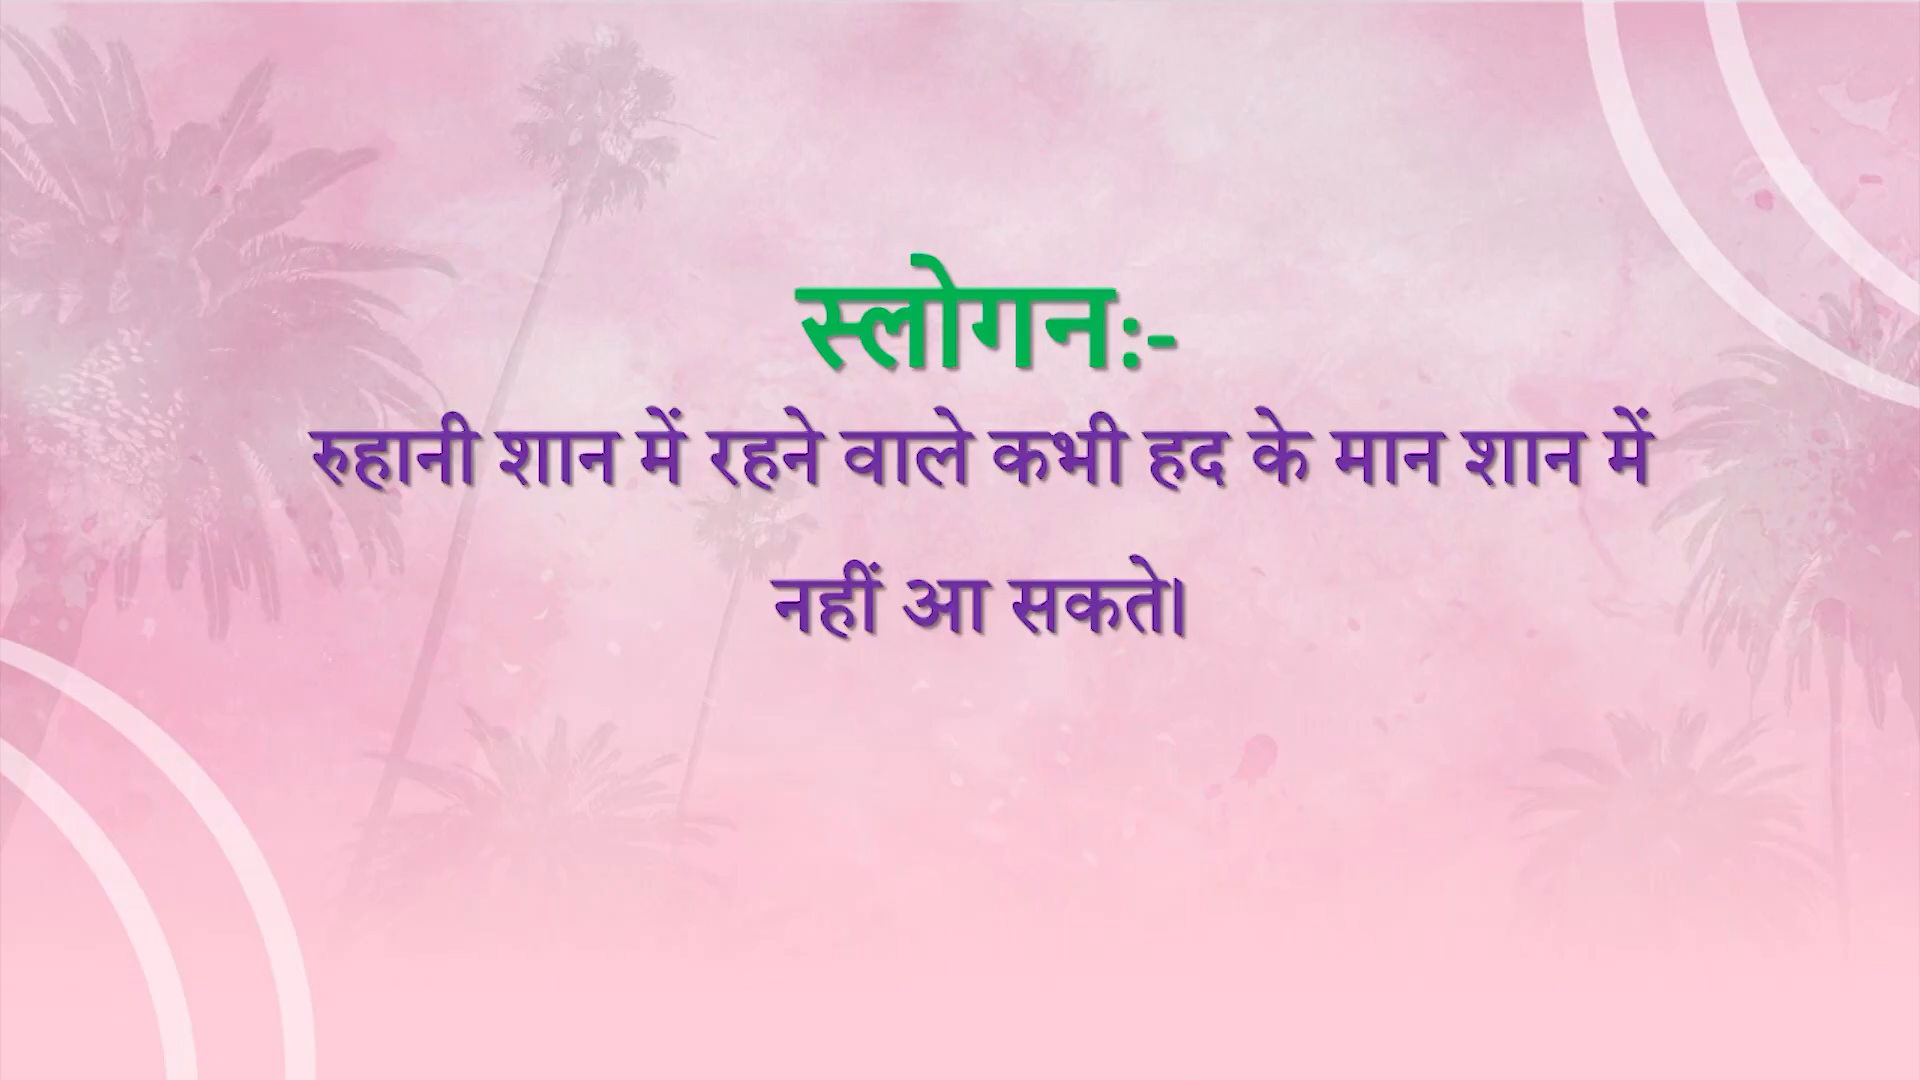 स्लोगन:-
रुहानी शान में रहने वाले कभी हद के मान शान में
नहीं आ सकते।